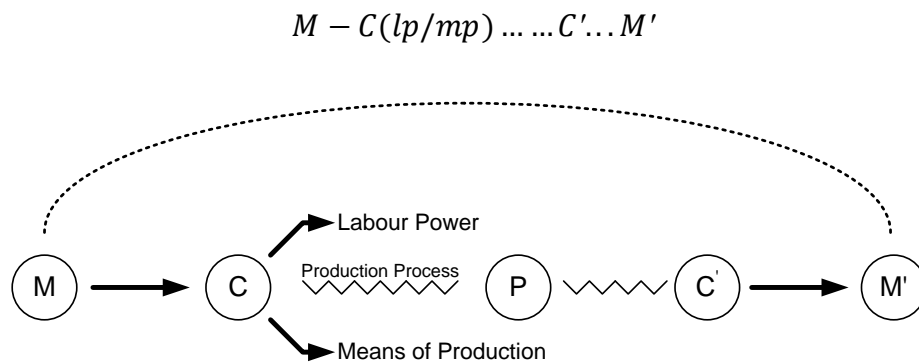 M − C(lp/mp) … … C′… M′
Labour Power
Production Process
M C P C' M'
Means of Production